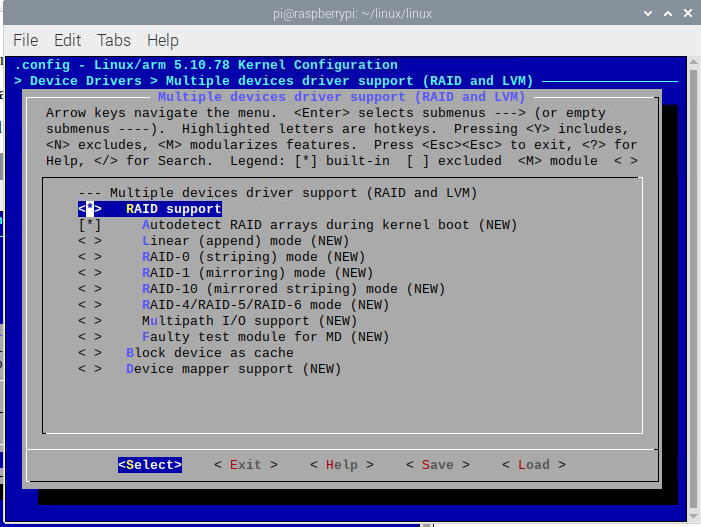 pi@raspberrypi: ~/linux/linux
File Edit Tabs Help
.config - Linux/arm 5.10.78 Kernel Configuration
> Device Drivers > Multiple devices driver support (RAID and LVM)
Multiple devices driver support (RAID and LVM)
Arrow keys navigate the menu. <Enter> selects submenus ---> (or empty
submenus ----). Highlighted letters are hotkeys. Pressing <Y> includes,
<N> excludes, <M> modularizes features. Press <Esc><Esc> to exit, <?> for
Help, </> for Search. Legend: [*] built-in [ ] excluded <M> module < >
--- Multiple devices driver support (RAID and LVM)
<*> RAID support
[*] Autodetect RAID arrays during kernel boot (NEW)
< > Linear (append) mode (NEW)
< > RAID-0 (striping) mode (NEW)
< > RAID-1 (mirroring) mode (NEW)
< > RAID-10 (mirrored striping) mode (NEW)
< > RAID-4/RAID-5/RAID-6 mode (NEW)
< > Multipath I/O support (NEW)
< > Faulty test module for MD (NEW)
< > Block device as cache
< > Device mapper support (NEW)
<Select> < Exit > < Help > < Save > < Load >